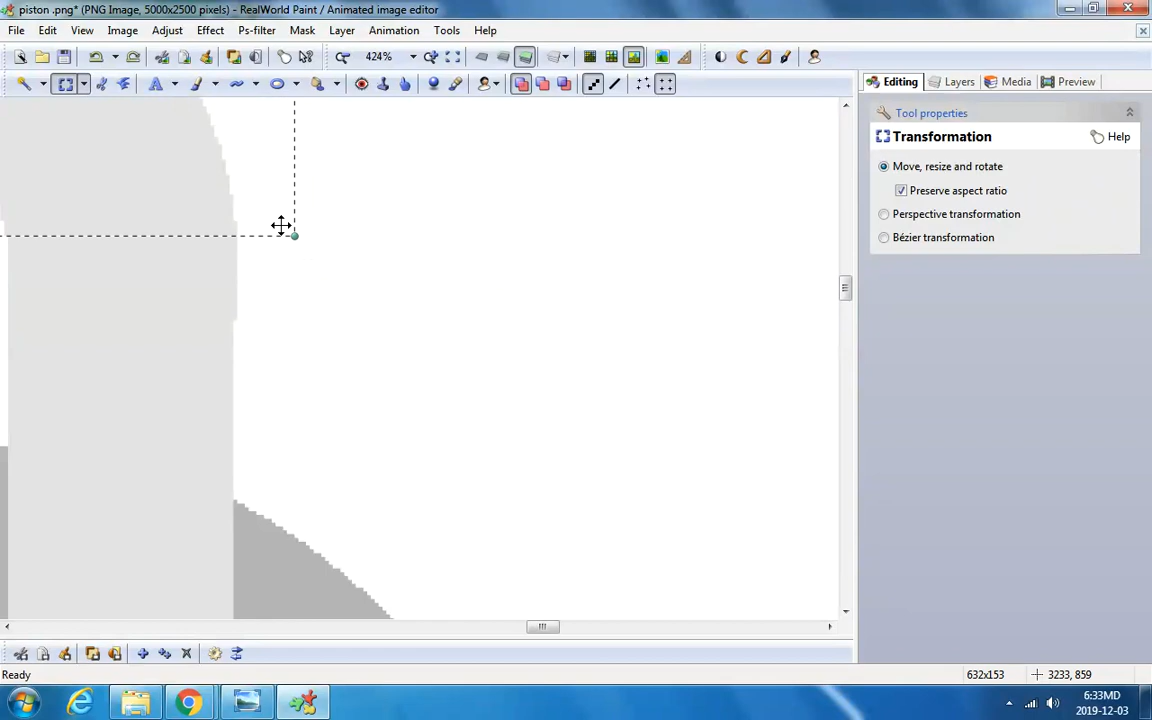 piston .png* (PNG Image, 5000x2500 pixels) - RealWorld Paint / Animated image editor
File Edit View Image Adjust Effect Ps-filter Mask Layer Animation Tools Help
424%
Editing Layers Media Preview
Tool properties
Transformation Help
Move, resize and rotate
Preserve aspect ratio
Perspective transformation
Bézier transformation
Ready 632x153 3233, 859
6:33MD
2019-12-03